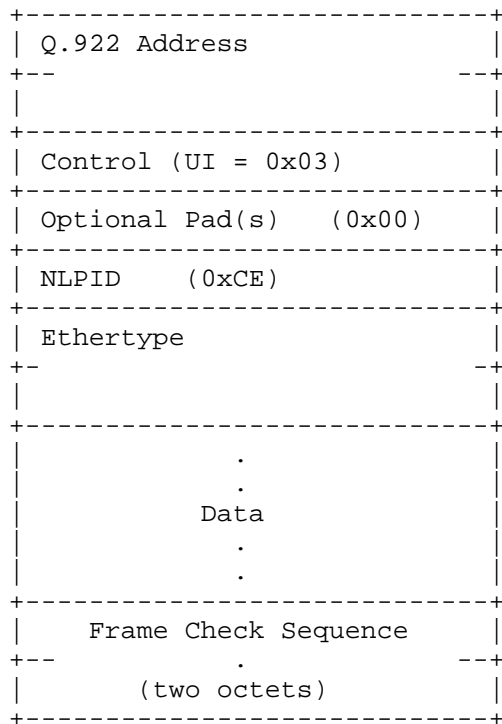 Q.922 Address
Control (UI = 0x03)
Optional Pad(s) (0x00)
NLPID (0xCE)
Ethertype
.
.
Data
.
.
Frame Check Sequence
.
(two octets)